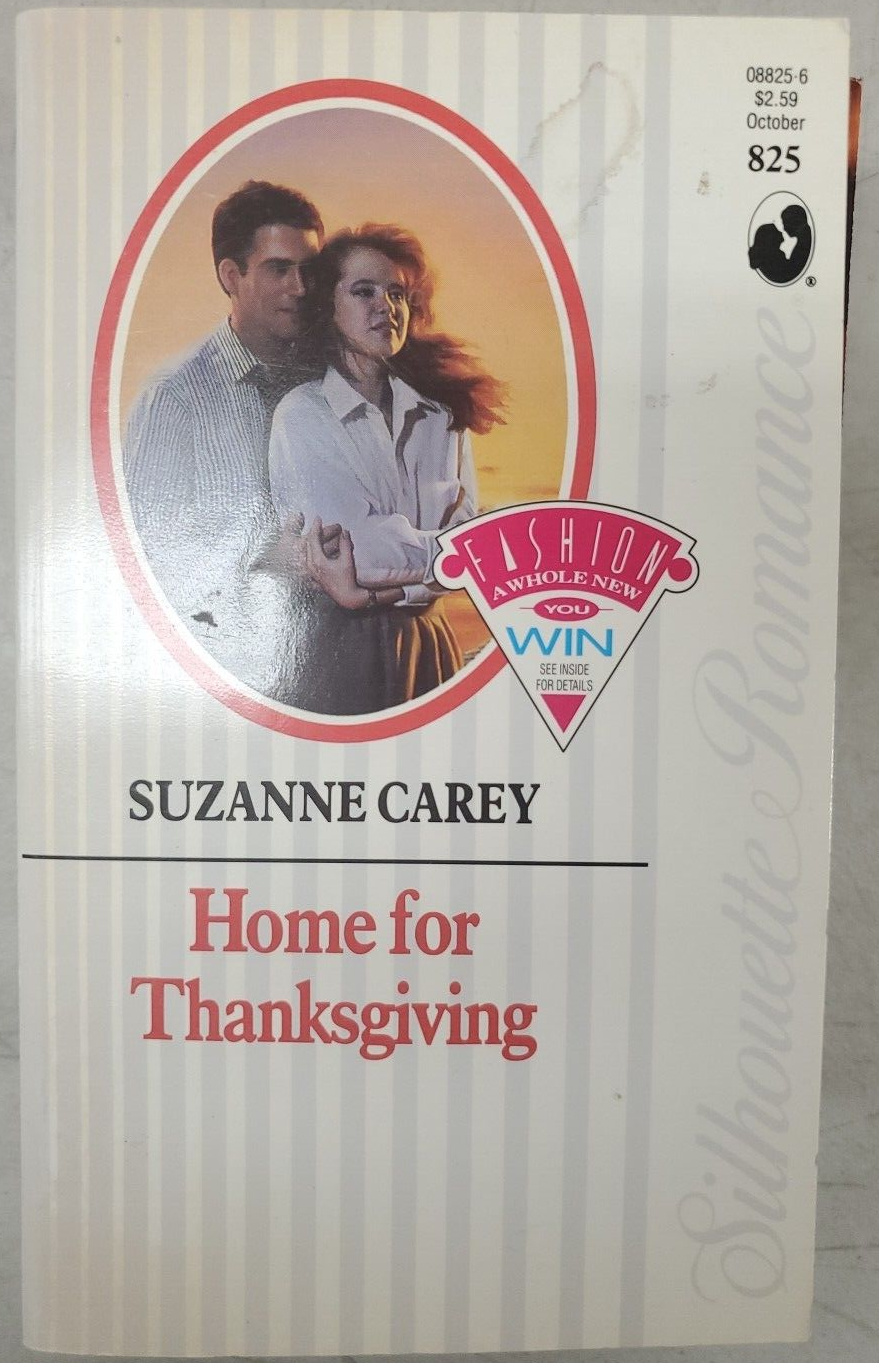 08825-6
$2.59
October
825
®
FASHION
A WHOLE NEW
YOU
WIN
SEE INSIDE
FOR DETAILS
SUZANNE CAREY
Home for
Thanksgiving
Silhouette Romance